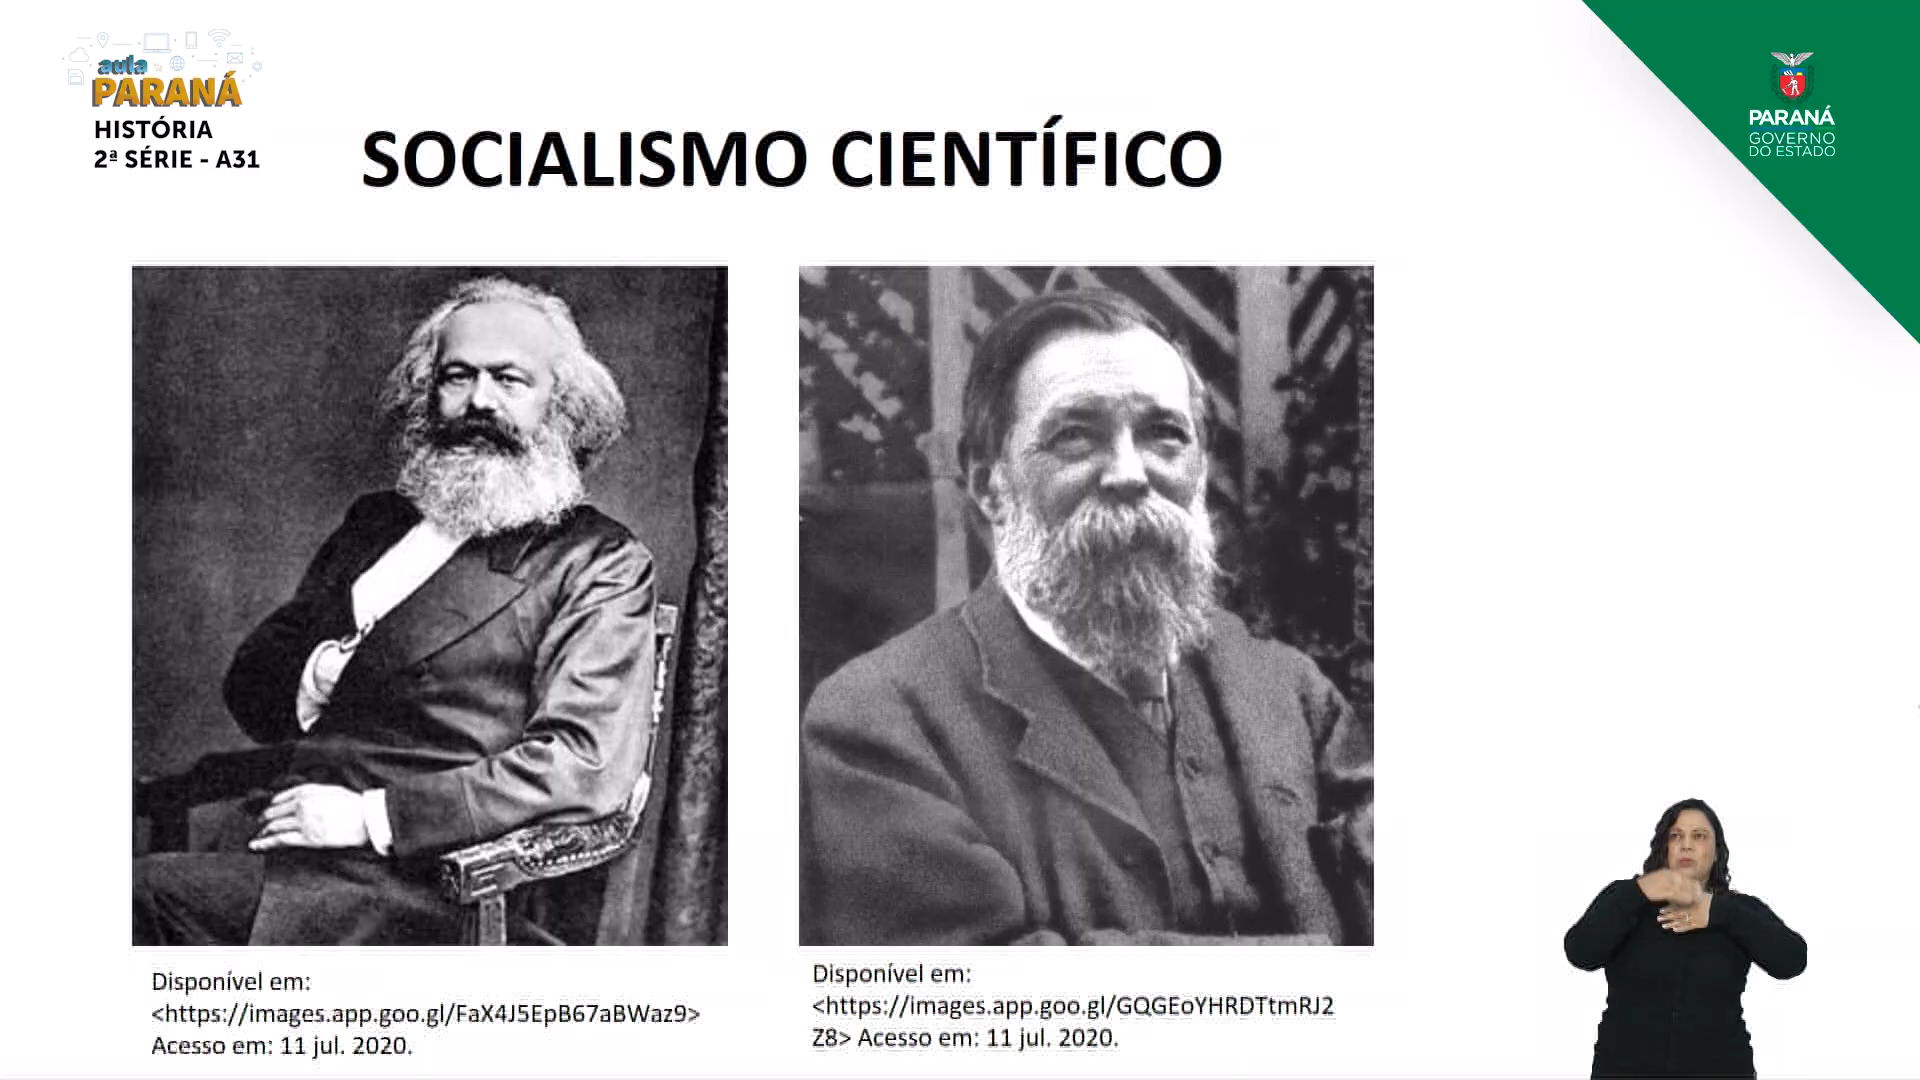 aula
PARANÁ
HISTÓRIA
2ª SÉRIE - A31
SOCIALISMO CIENTÍFICO
PARANÁ
GOVERNO
DO ESTADO
Disponível em:
<https://images.app.goo.gl/FaX4J5EpB67aBWaz9>
Acesso em: 11 jul. 2020.
Disponível em:
<https://images.app.goo.gl/GQGEoYHRDTtmRJ2
Z8> Acesso em: 11 jul. 2020.